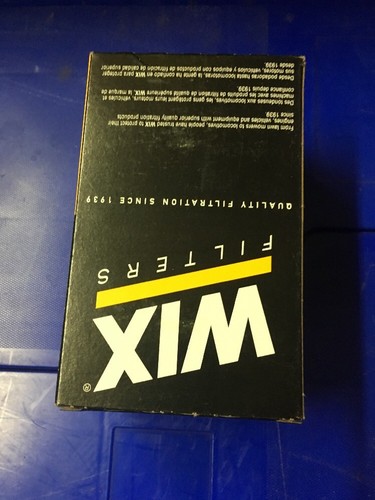 WIX®
FILTERS
QUALITY FILTRATION SINCE 1939
From lawn mowers to locomotives, people have trusted WIX to protect their
engines, vehicles and equipment with superior quality filtration products
since 1939.
Des tondeuses aux locomotives, les gens protègent leurs moteurs, véhicules et
machines avec les produits de filtration de qualité supérieure WIX, la marque de
confiance depuis 1939.
Desde podadoras hasta locomotoras, la gente ha confiado en WIX para proteger
sus motores, vehículos y equipos con productos de filtración de calidad superior
desde 1939.